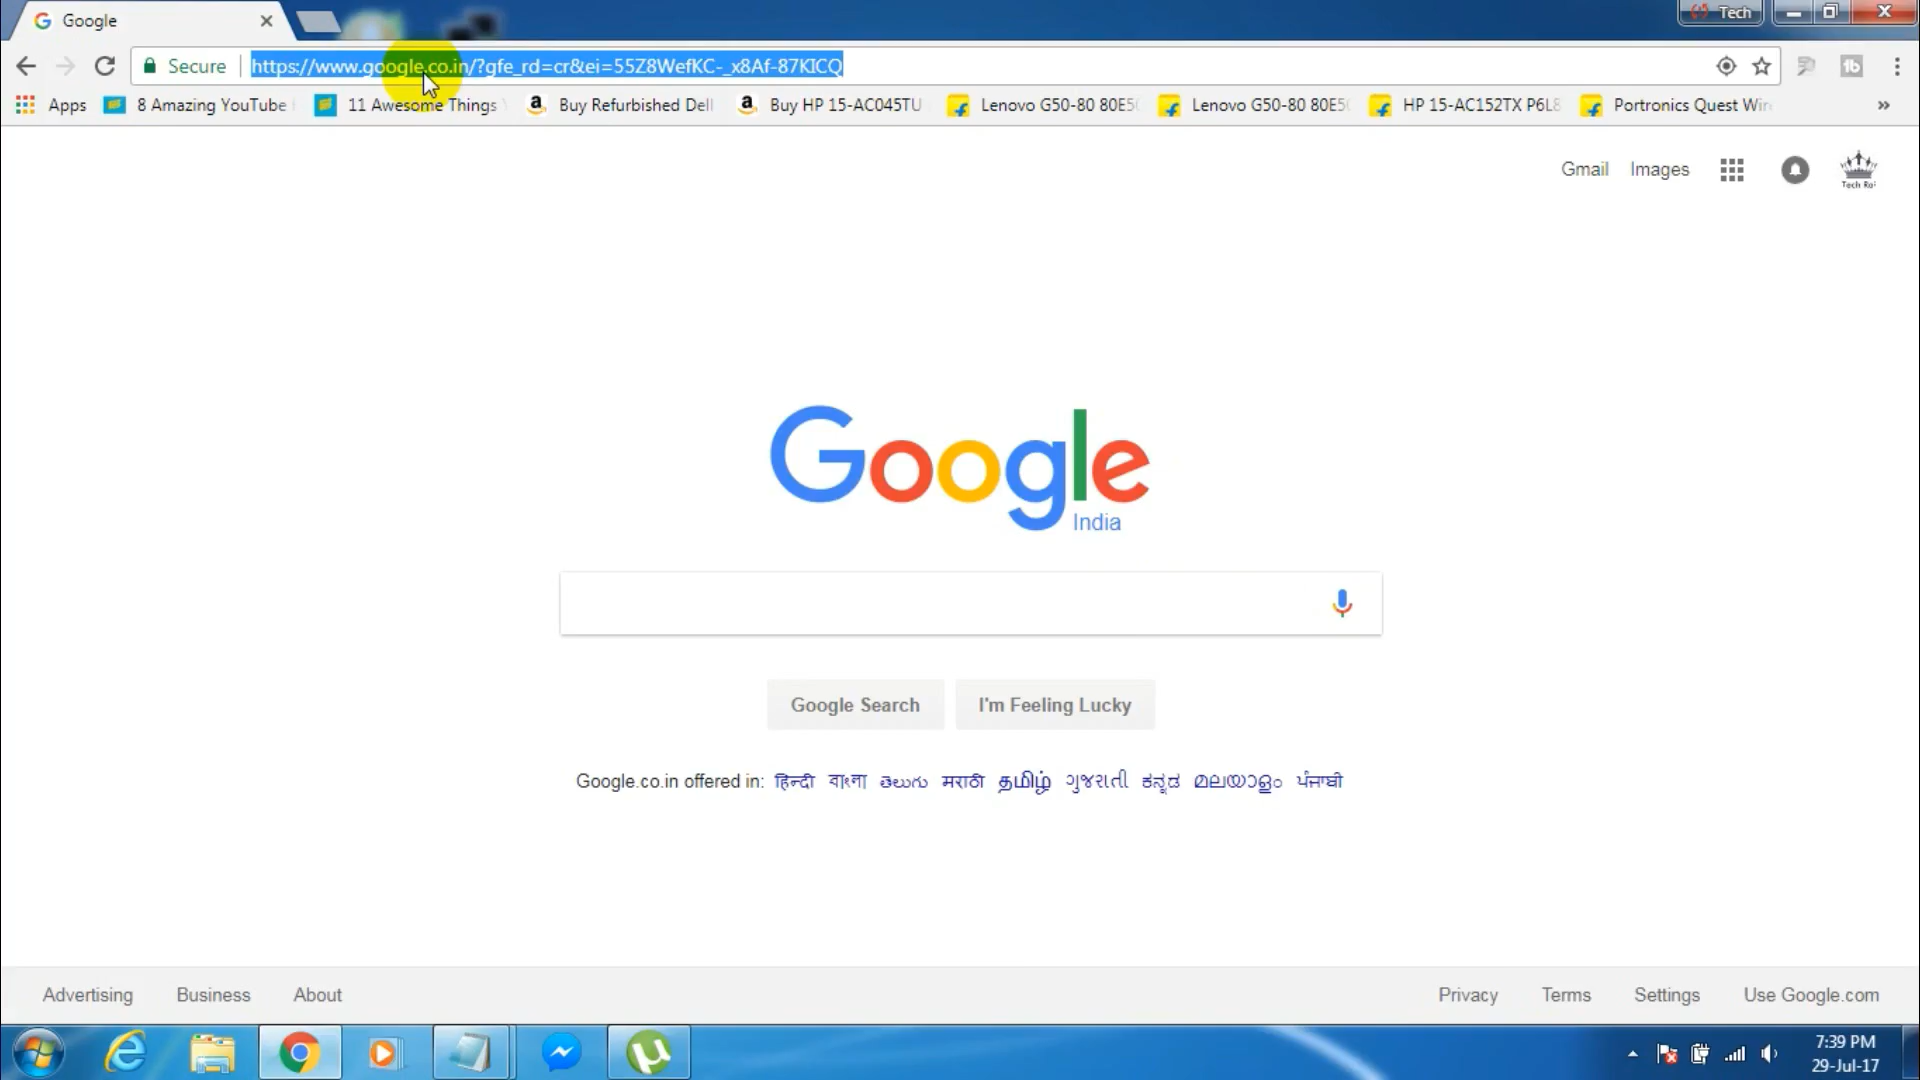 Google
Tech
Secure
https://www.google.co.in/?gfe_rd=cr&ei=55Z8WefKC-_x8Af-87KICQ
Apps 8 Amazing YouTube 11 Awesome Things Buy Refurbished Dell Buy HP 15-AC045TU Lenovo G50-80 80E5 Lenovo G50-80 80E5 HP 15-AC152TX P6L8 Portronics Quest Wir »
Gmail Images
Google
India
Google Search I'm Feeling Lucky
Google.co.in offered in: हिन्दी বাংলা తెలుగు मराठी தமிழ் ગુજરાતી ಕನ್ನಡ മലയാളം ਪੰਜਾਬੀ
Advertising Business About Privacy Terms Settings Use Google.com
7:39 PM
29-Jul-17